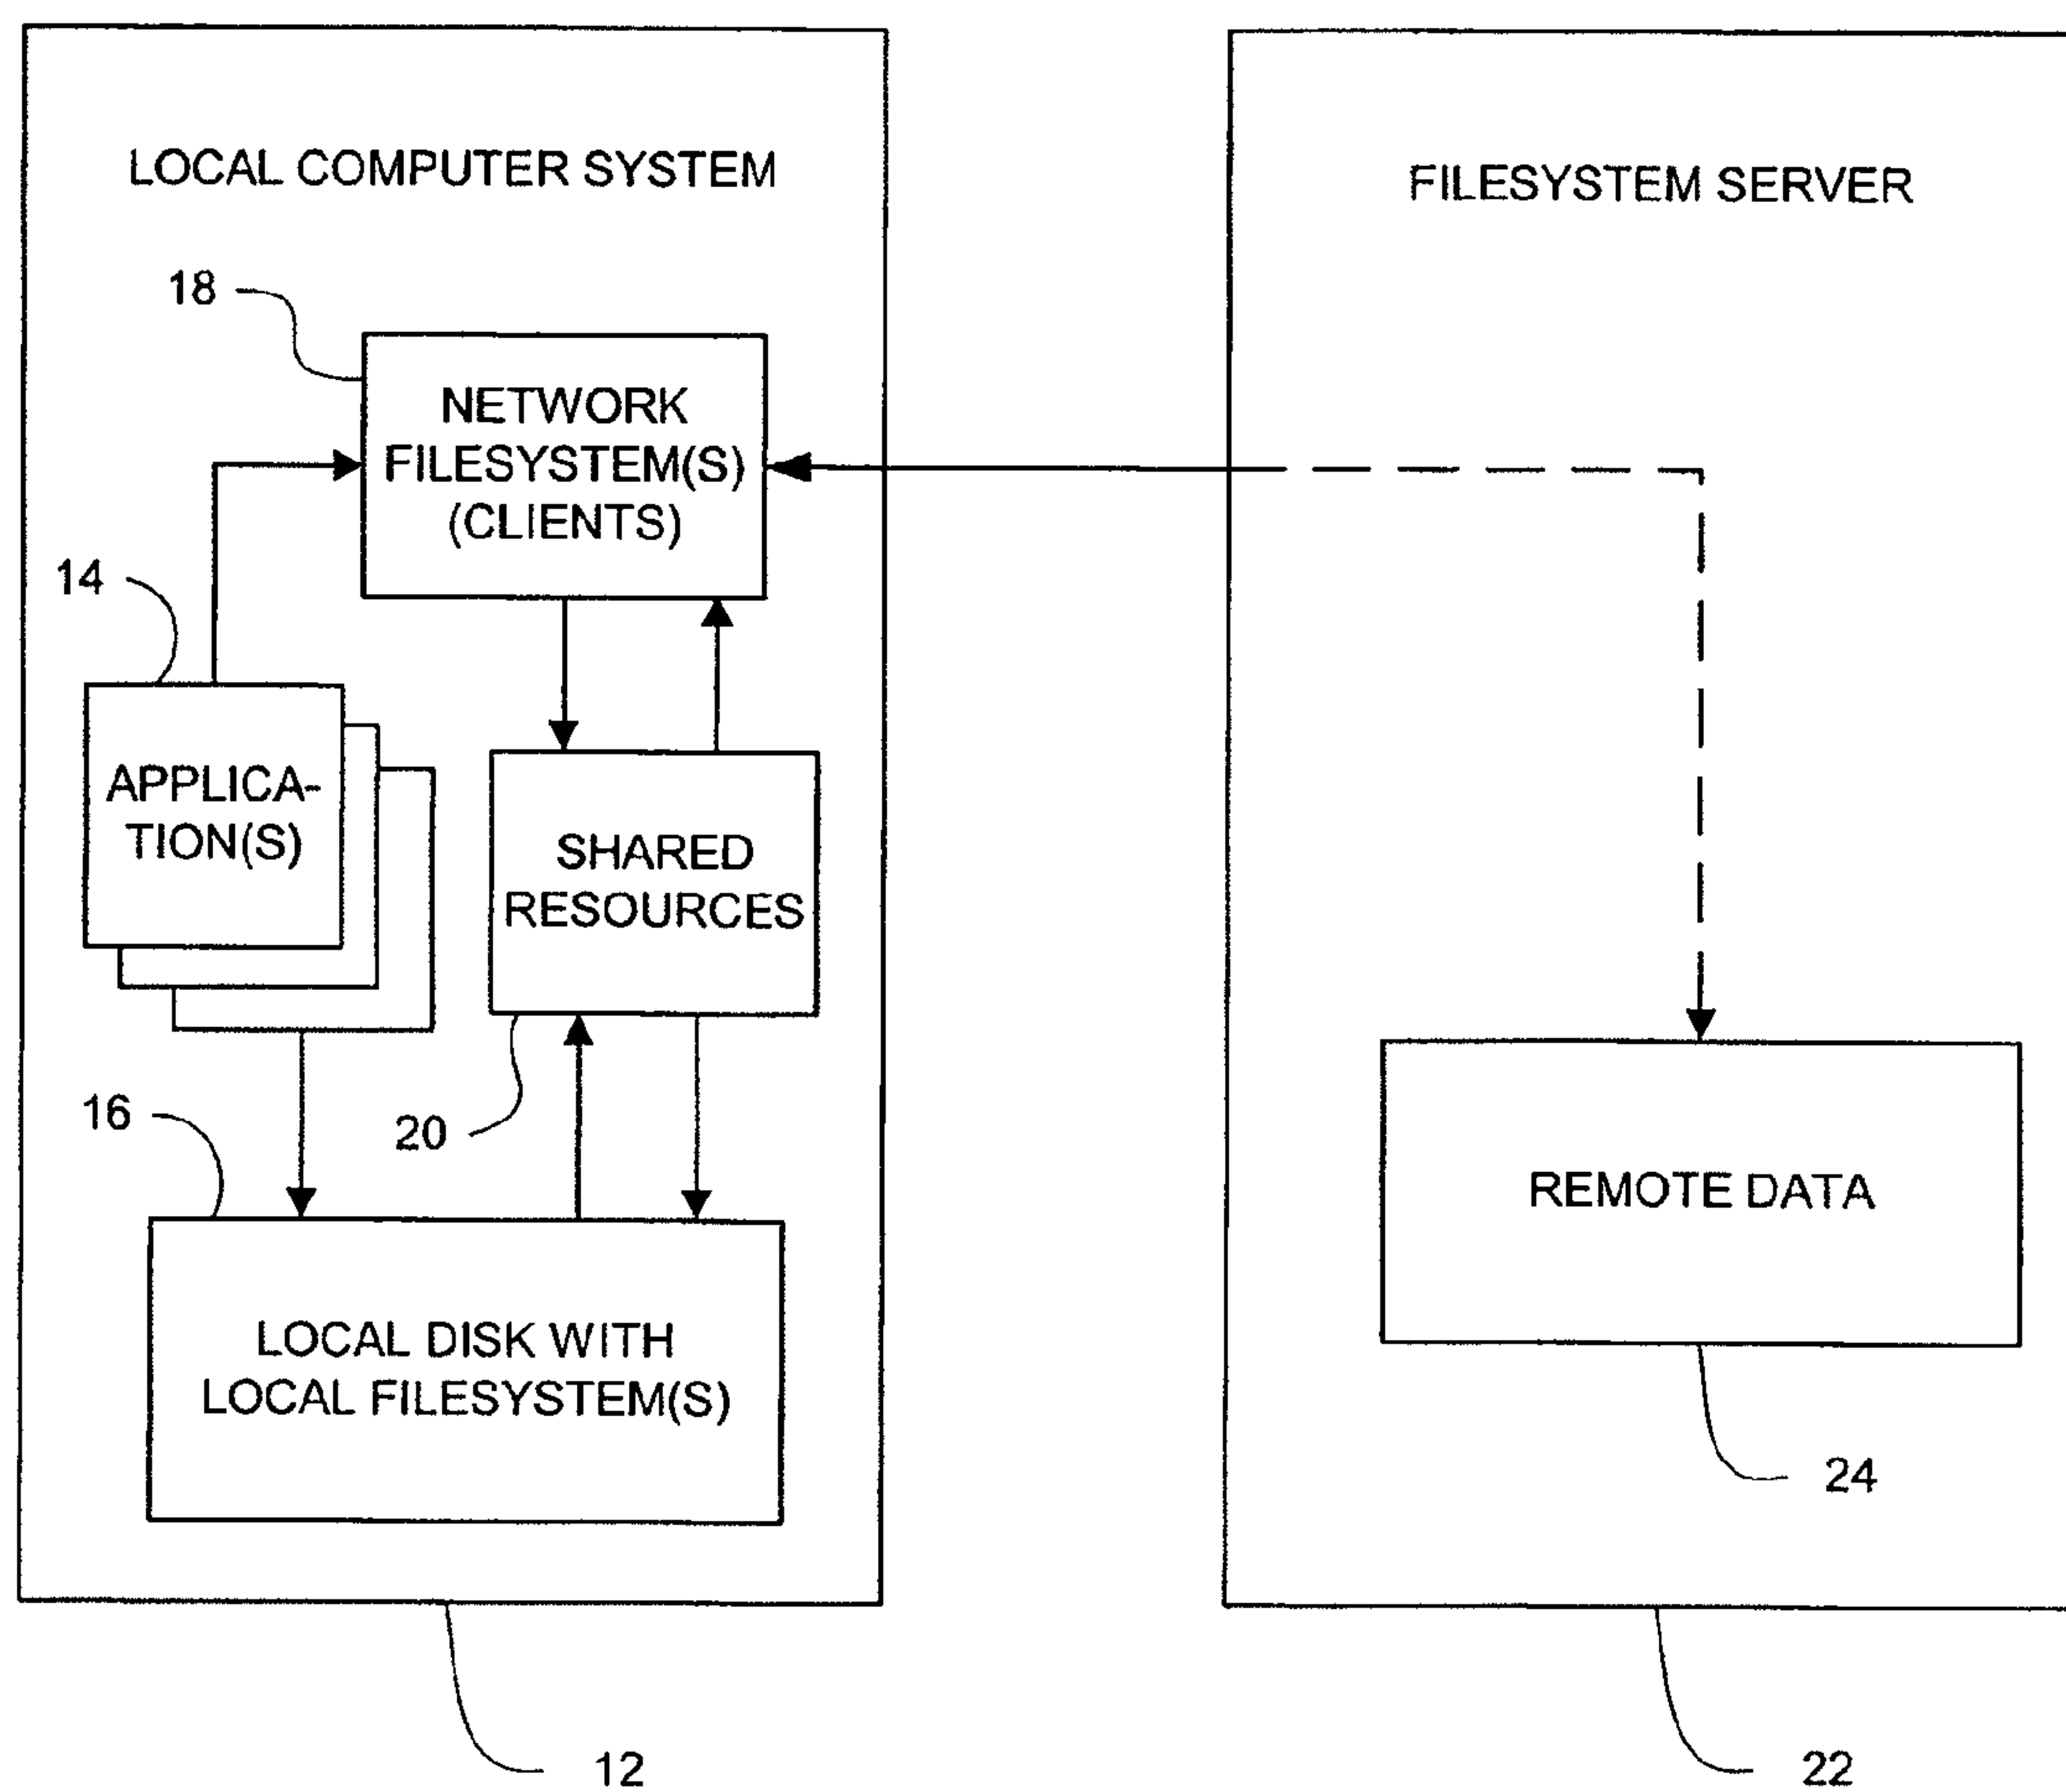 LOCAL COMPUTER SYSTEM
18
NETWORK
FILESYSTEM(S)
(CLIENTS)
14
APPLICA-
TION(S)
SHARED
RESOURCES
16
20
LOCAL DISK WITH
LOCAL FILESYSTEM(S)
12
FILESYSTEM SERVER
REMOTE DATA
24
22